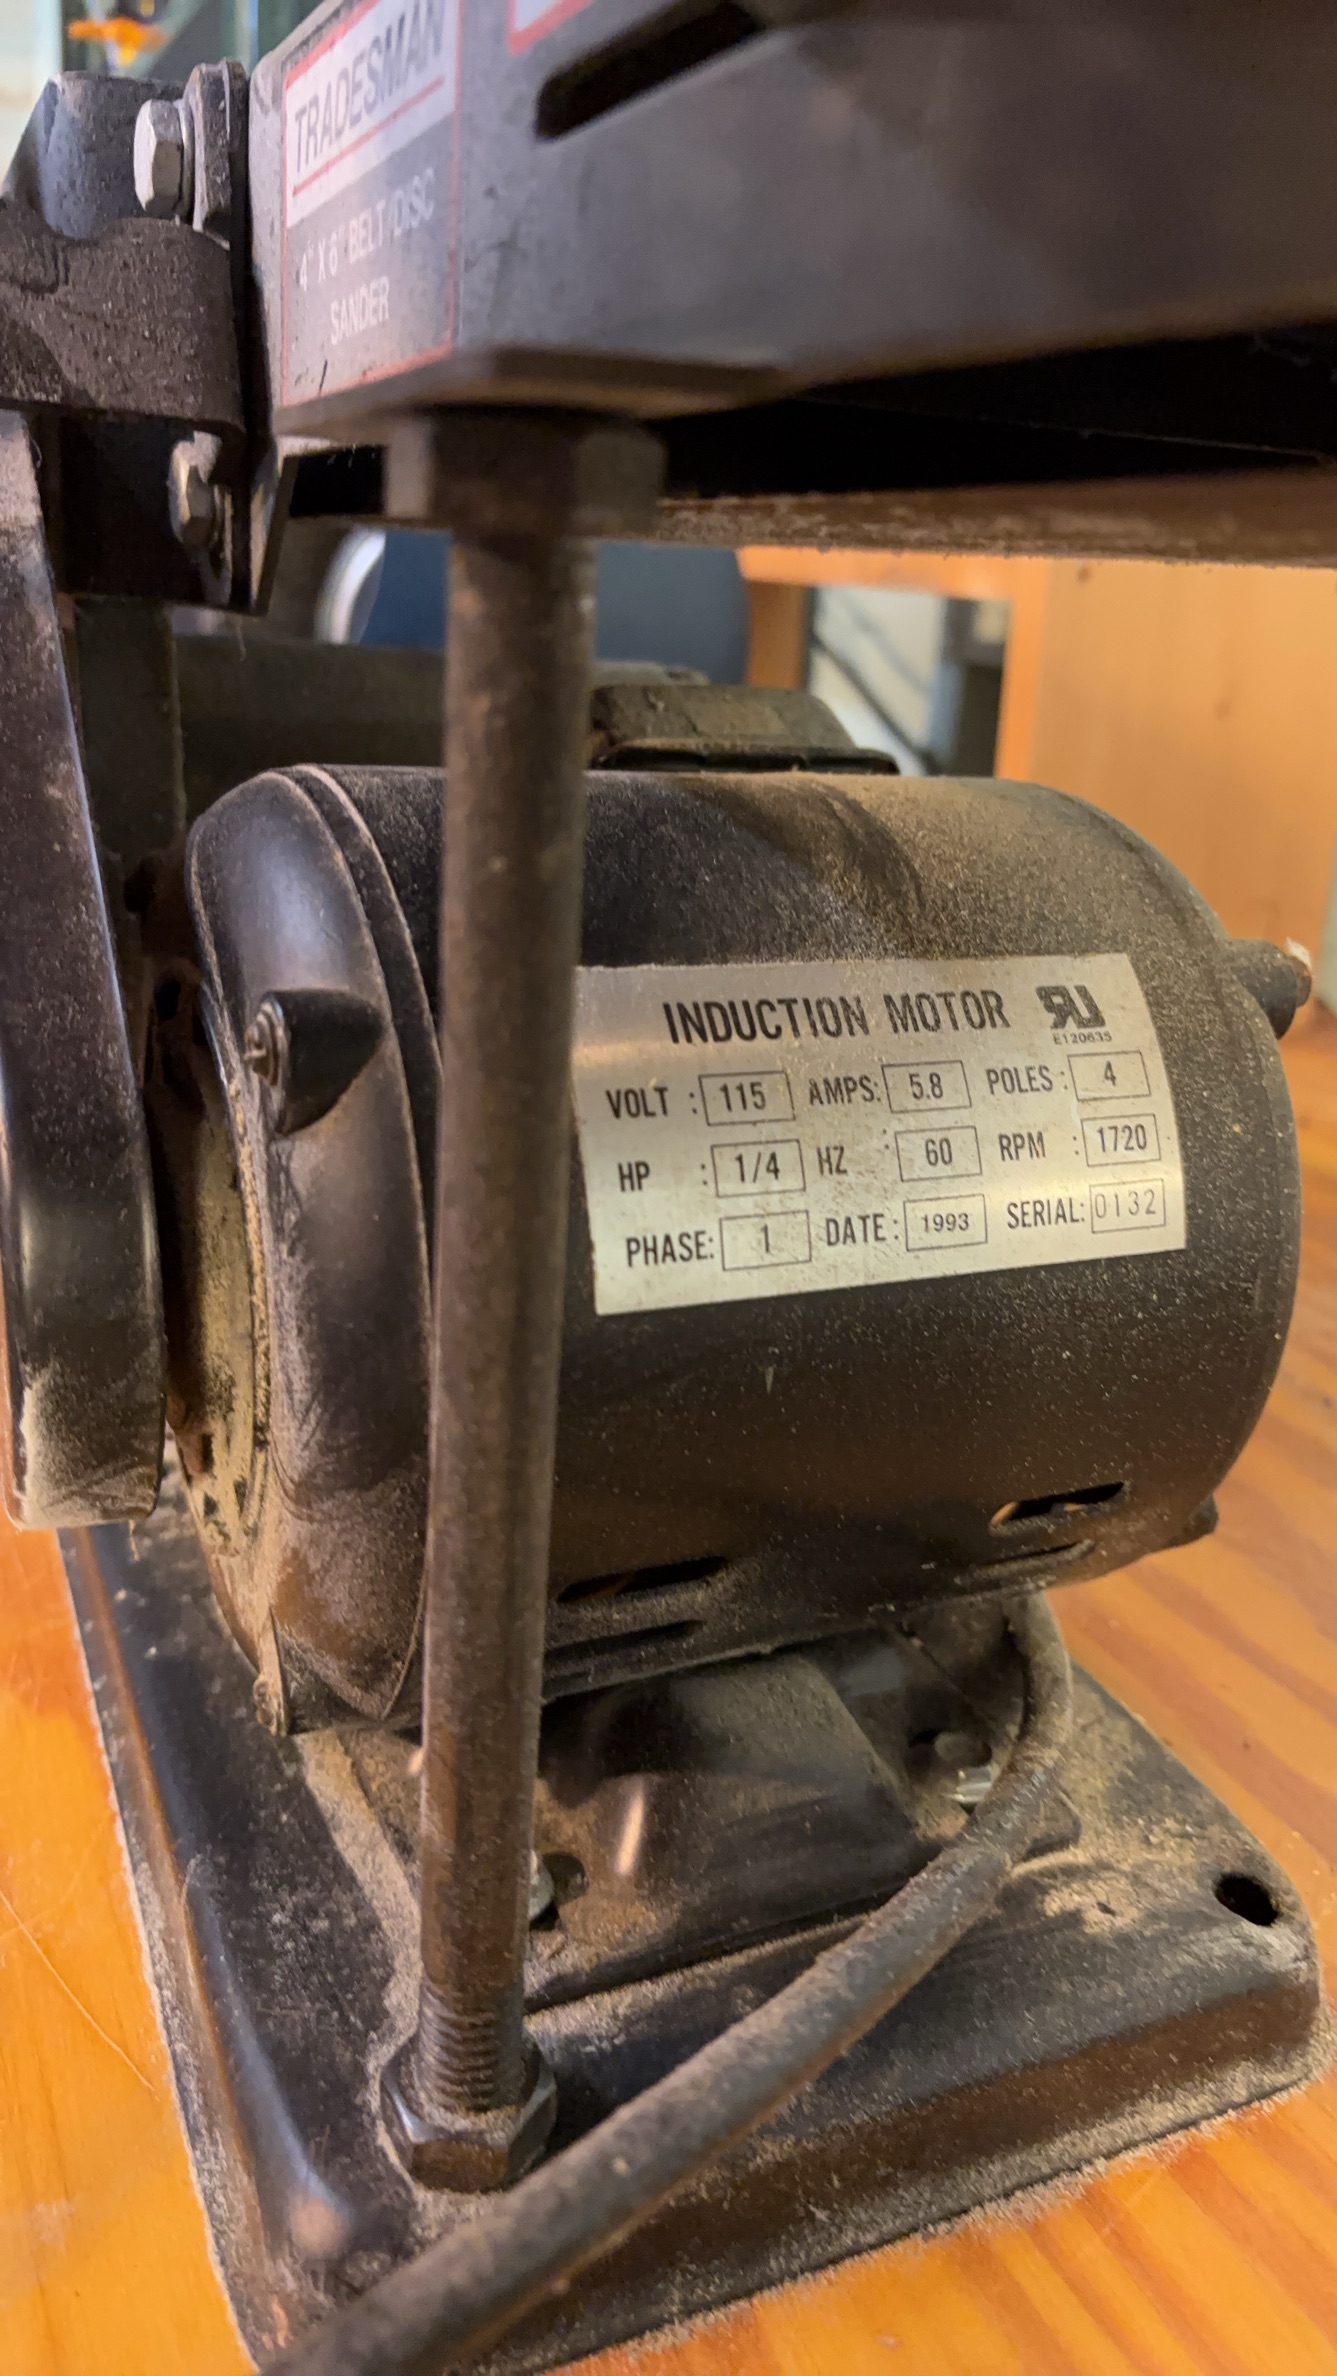 TRADESMAN
4" X 6" BELT/DISC
SANDER
INDUCTION MOTOR RU
E120635
VOLT : 115 AMPS: 5.8 POLES : 4
HP : 1/4 HZ : 60 RPM : 1720
PHASE: 1 DATE : 1993 SERIAL: 0132